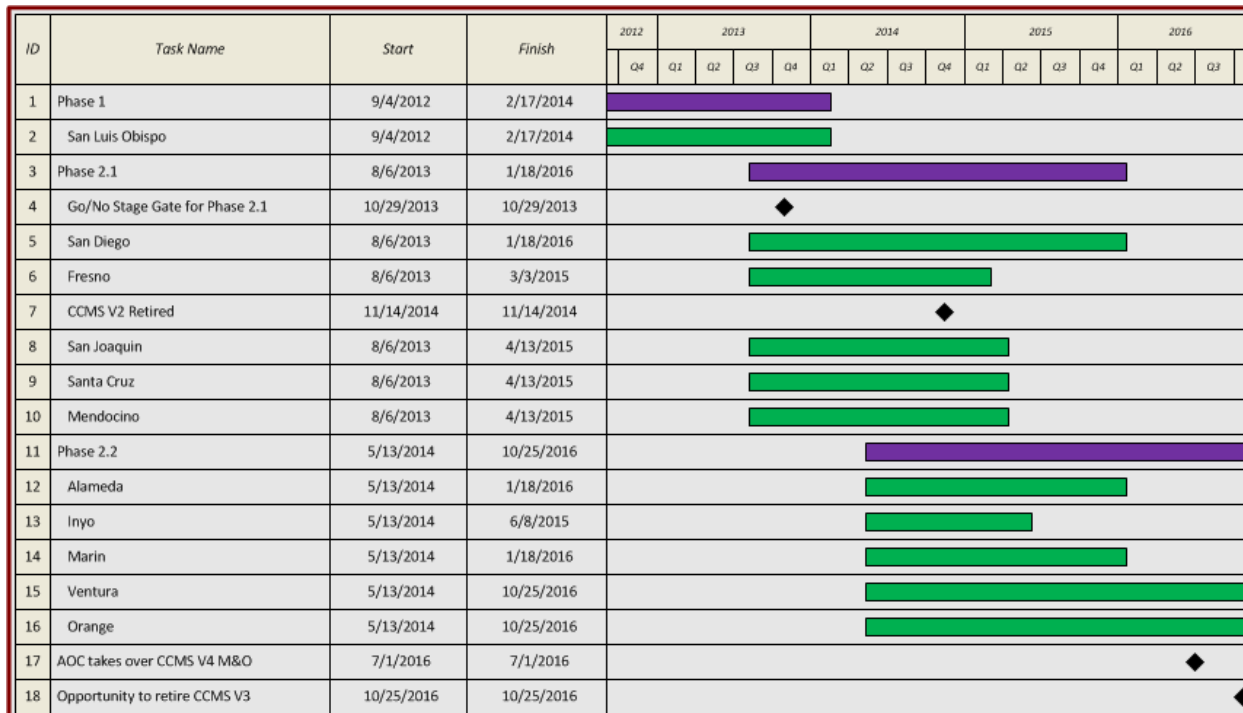 ID Task Name Start Finish 2012 2013 2014 2015 2016
Q4 Q1 Q2 Q3 Q4 Q1 Q2 Q3 Q4 Q1 Q2 Q3 Q4 Q1 Q2 Q3
1 Phase 1 9/4/2012 2/17/2014
2 San Luis Obispo 9/4/2012 2/17/2014
3 Phase 2.1 8/6/2013 1/18/2016
4 Go/No Stage Gate for Phase 2.1 10/29/2013 10/29/2013
5 San Diego 8/6/2013 1/18/2016
6 Fresno 8/6/2013 3/3/2015
7 CCMS V2 Retired 11/14/2014 11/14/2014
8 San Joaquin 8/6/2013 4/13/2015
9 Santa Cruz 8/6/2013 4/13/2015
10 Mendocino 8/6/2013 4/13/2015
11 Phase 2.2 5/13/2014 10/25/2016
12 Alameda 5/13/2014 1/18/2016
13 Inyo 5/13/2014 6/8/2015
14 Marin 5/13/2014 1/18/2016
15 Ventura 5/13/2014 10/25/2016
16 Orange 5/13/2014 10/25/2016
17 AOC takes over CCMS V4 M&O 7/1/2016 7/1/2016
18 Opportunity to retire CCMS V3 10/25/2016 10/25/2016